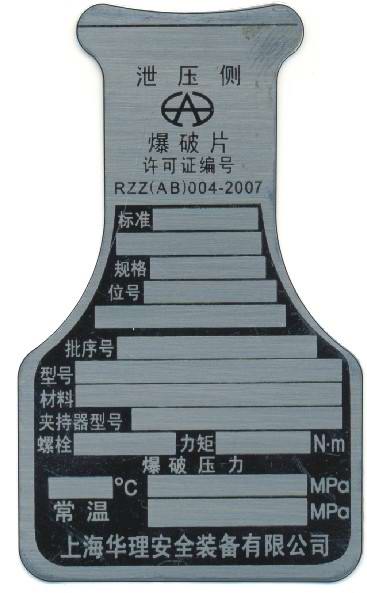 泄压侧
爆破片
许可证编号
RZZ(AB)004-2007
标准
规格
位号
批序号
型号
材料
夹持器型号
螺栓 力矩 N·m
爆破压力
°C MPa
常温 MPa
上海华理安全装备有限公司